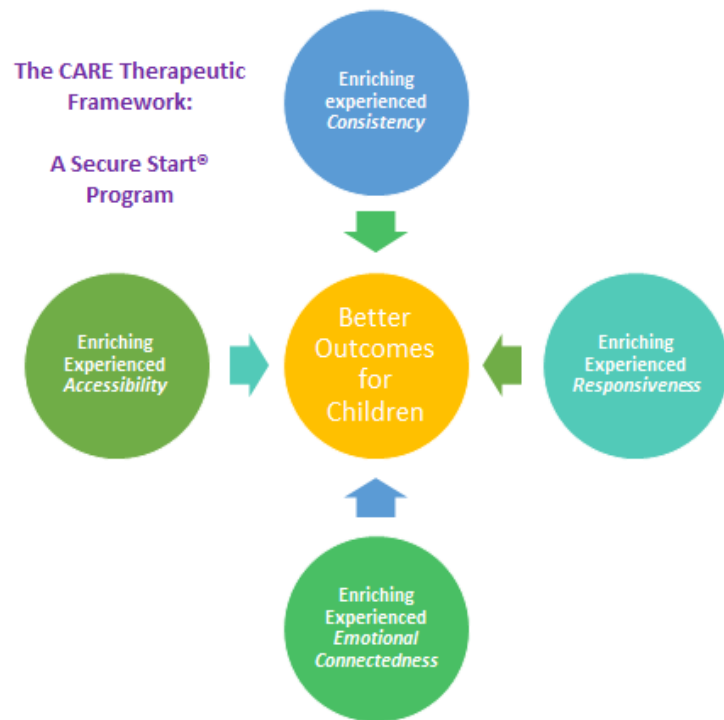 The CARE Therapeutic
Framework:
A Secure Start®
Program
Enriching
experienced
Consistency
Enriching
Experienced
Accessibility
Better
Outcomes
for
Children
Enriching
Experienced
Responsiveness
Enriching
Experienced
Emotional
Connectedness